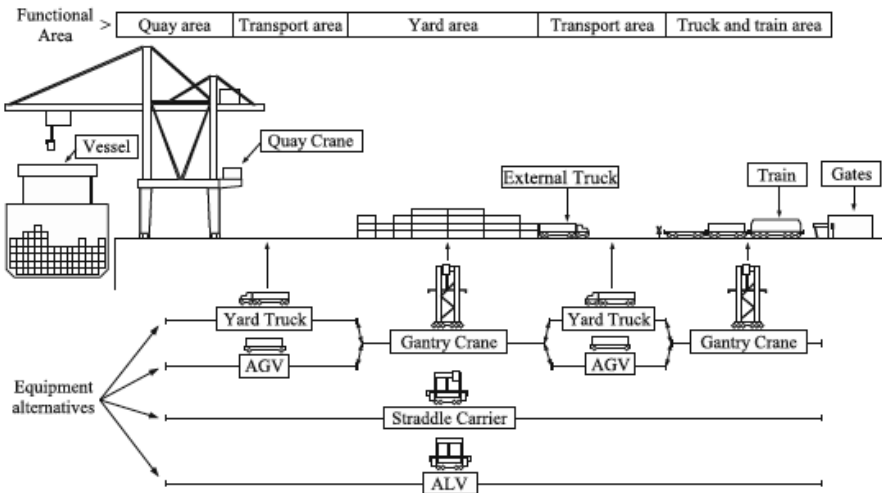 Functional
Area
>
Quay area
Transport area
Yard area
Transport area
Truck and train area
Vessel
Quay Crane
External Truck
Train
Gates
Yard Truck
Yard Truck
Gantry Crane
Gantry Crane
AGV
AGV
Equipment
alternatives
Straddle Carrier
ALV